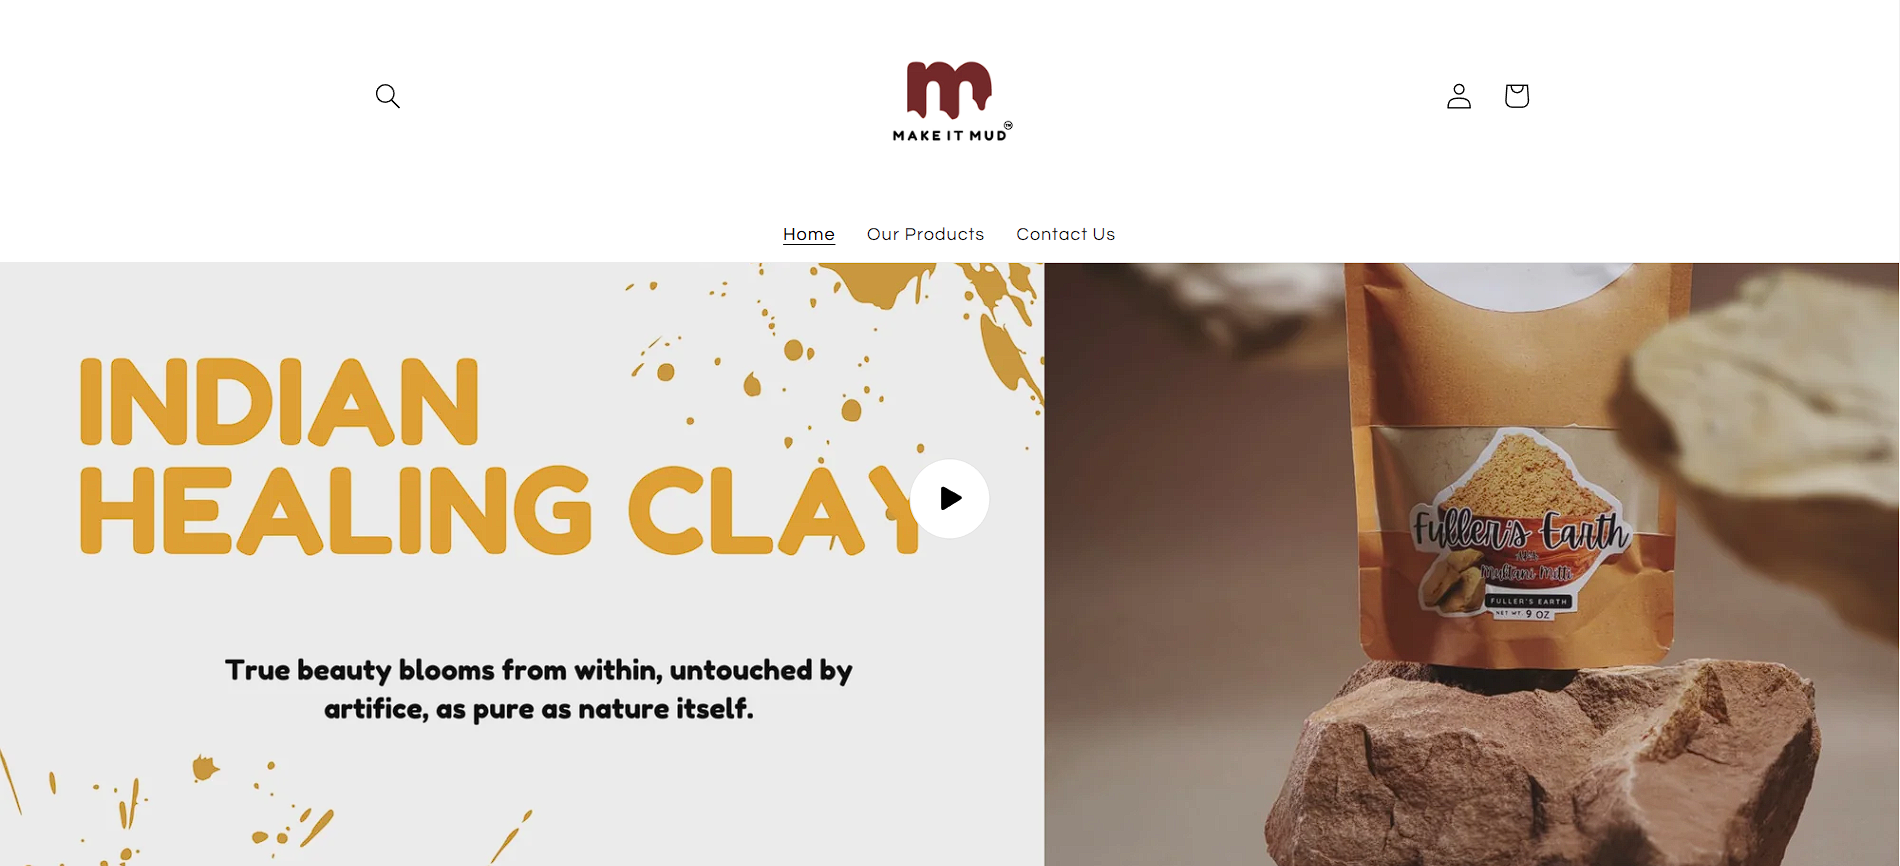 MAKE IT MUD
TM
Home Our Products Contact Us
INDIAN
HEALING CLAY
True beauty blooms from within, untouched by
artifice, as pure as nature itself.
Fuller's Earth
AKA
Multani Mitti
FULLER'S EARTH
NET WT. 9 OZ